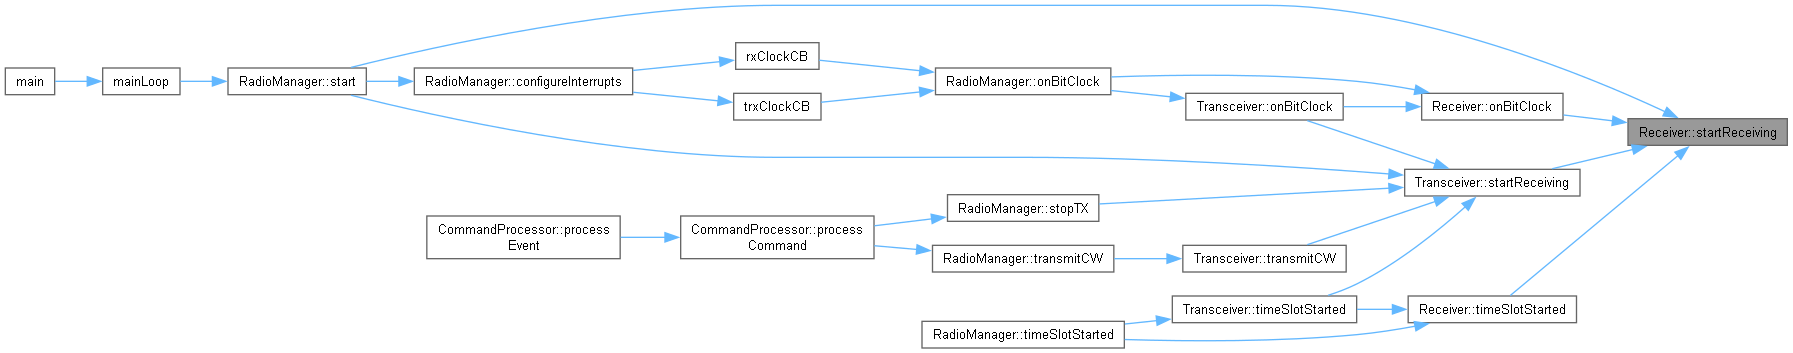 main
mainLoop
RadioManager::start
RadioManager::configureInterrupts
rxClockCB
trxClockCB
RadioManager::onBitClock
Transceiver::onBitClock
Receiver::onBitClock
Receiver::startReceiving
Transceiver::startReceiving
RadioManager::stopTX
CommandProcessor::process
Event
CommandProcessor::process
Command
RadioManager::transmitCW
Transceiver::transmitCW
Transceiver::timeSlotStarted
Receiver::timeSlotStarted
RadioManager::timeSlotStarted